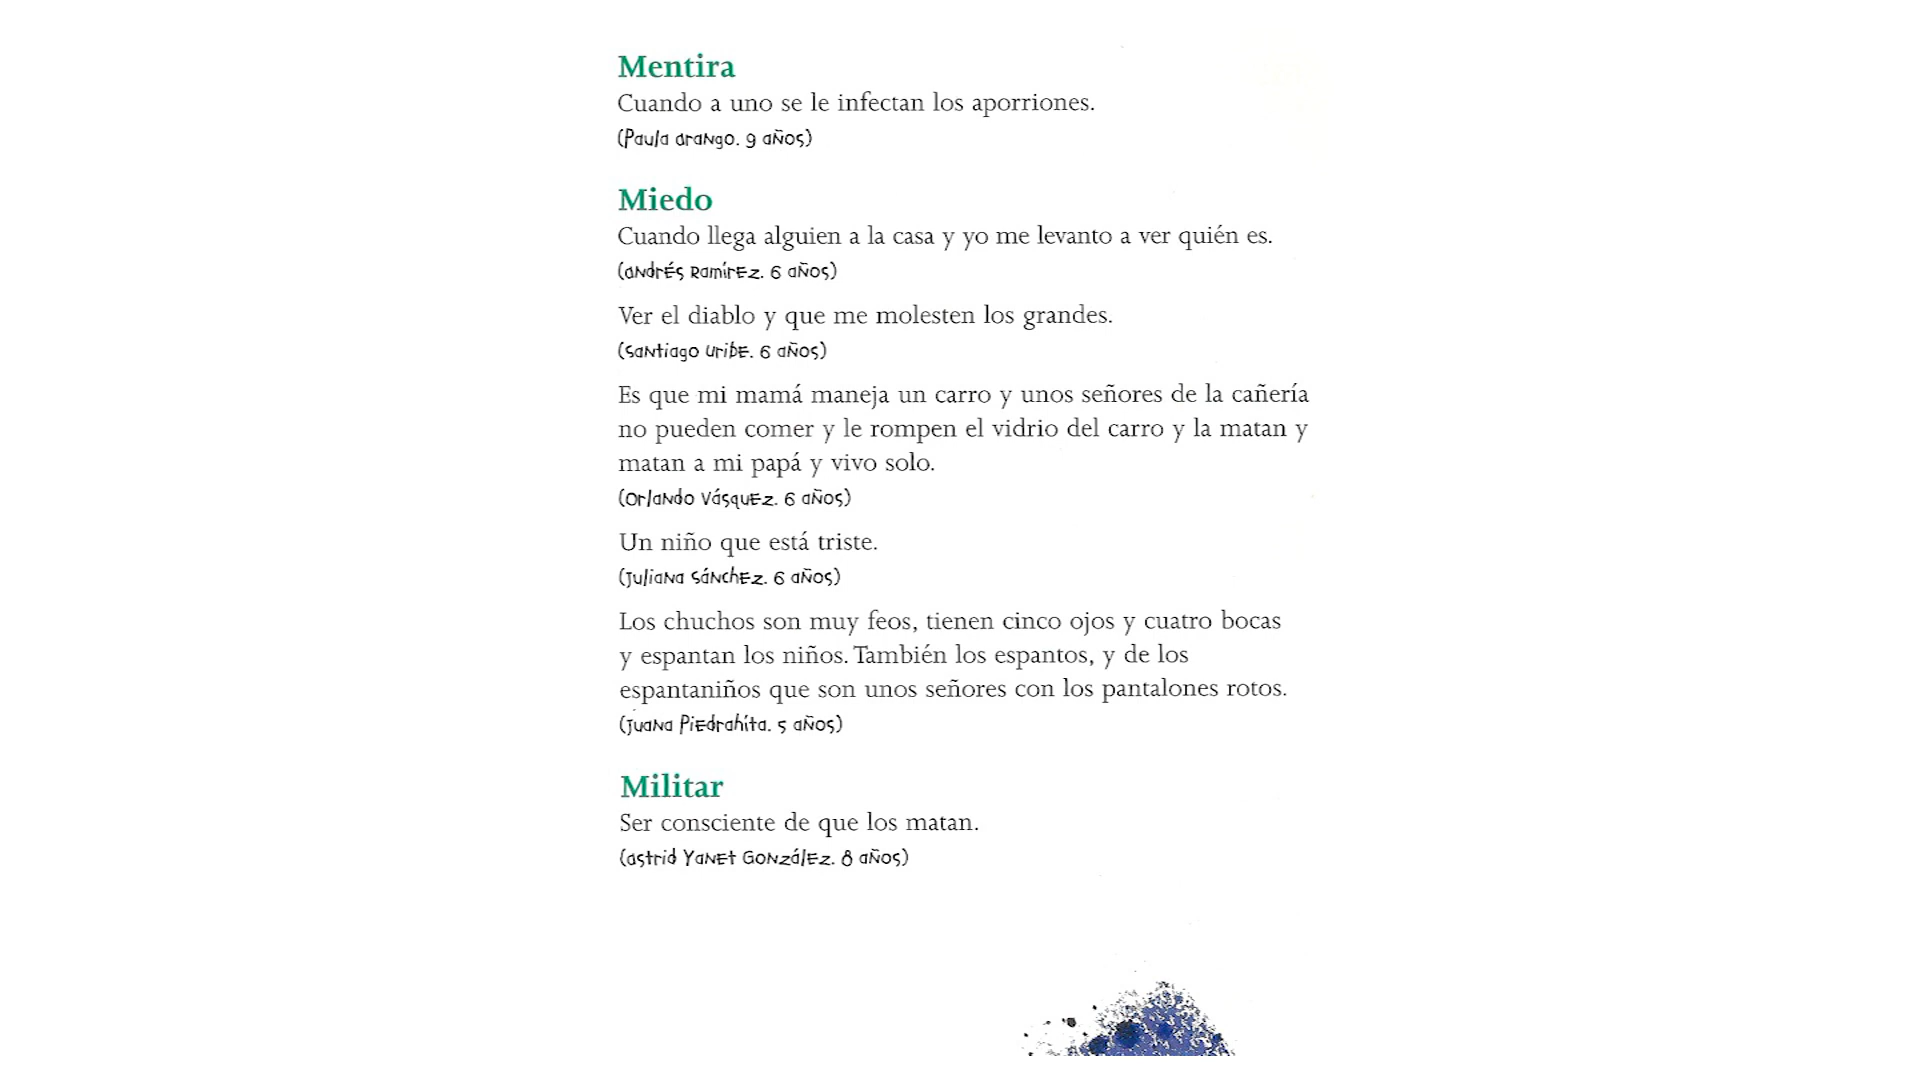 Mentira
Cuando a uno se le infectan los aporriones.
(Paula arango. 9 años)
Miedo
Cuando llega alguien a la casa y yo me levanto a ver quién es.
(andrés Ramírez. 6 años)
Ver el diablo y que me molesten los grandes.
(Santiago uribe. 6 años)
Es que mi mamá maneja un carro y unos señores de la cañería
no pueden comer y le rompen el vidrio del carro y la matan y
matan a mi papá y vivo solo.
(Orlando Vásquez. 6 años)
Un niño que está triste.
(Juliana Sánchez. 6 años)
Los chuchos son muy feos, tienen cinco ojos y cuatro bocas
y espantan los niños. También los espantos, y de los
espantaniños que son unos señores con los pantalones rotos.
(Juana Piedrahíta. 5 años)
Militar
Ser consciente de que los matan.
(astrid Yanet González. 8 años)